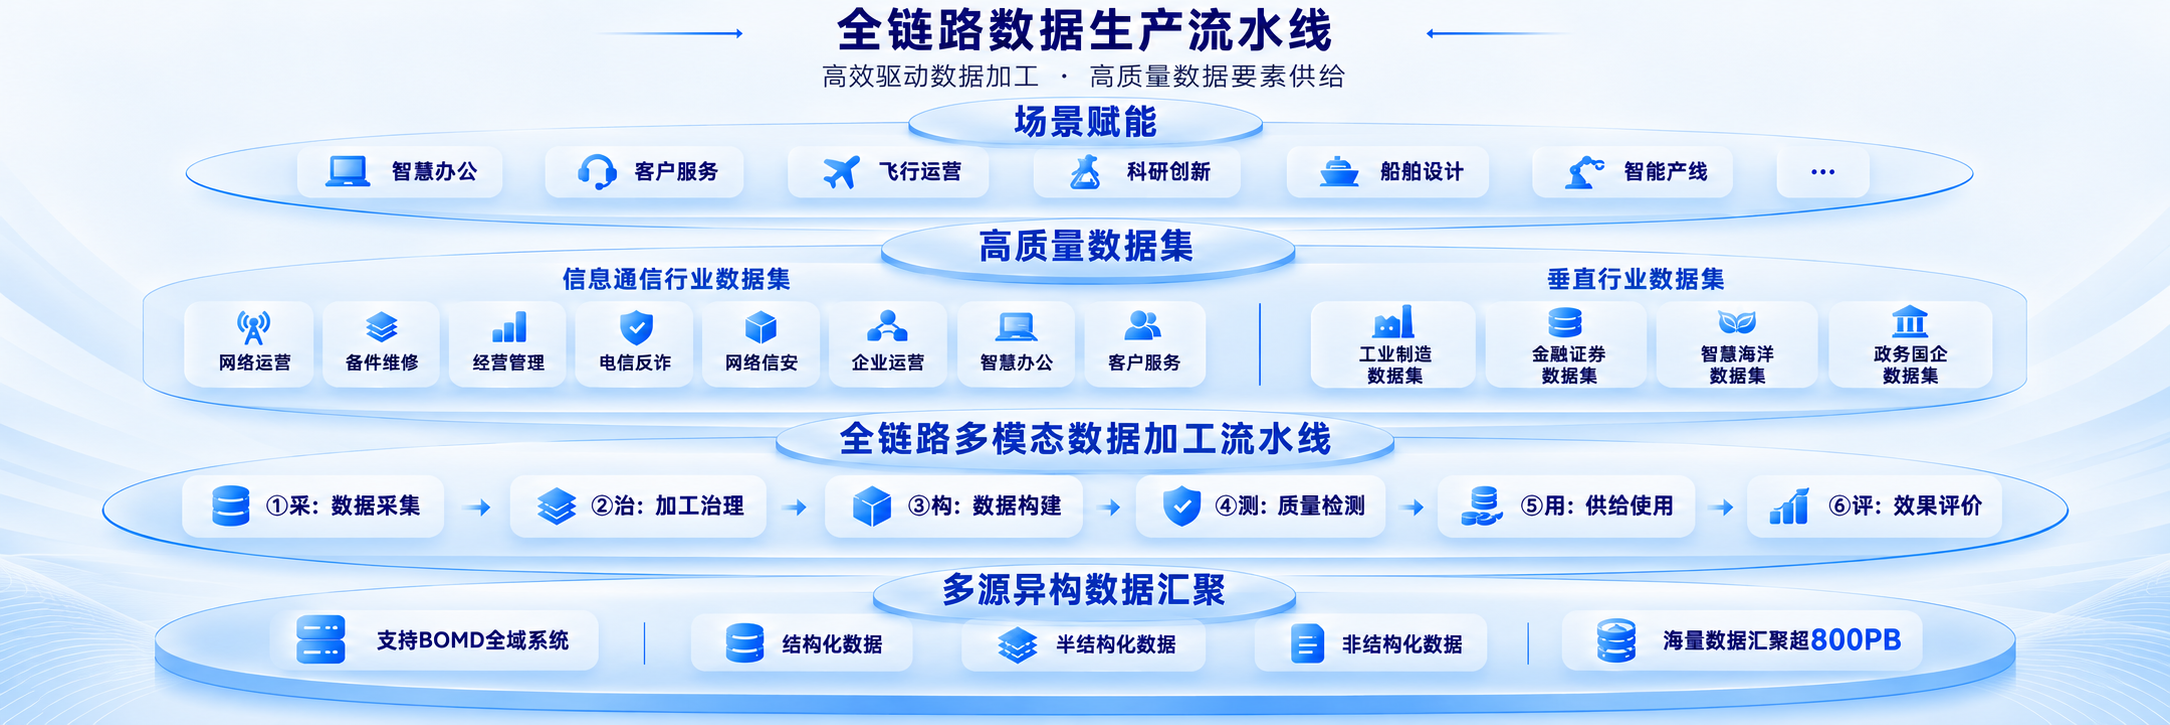 全链路数据生产流水线
高效驱动数据加工 · 高质量数据要素供给
场景赋能
智慧办公
客户服务
飞行运营
科研创新
船舶设计
智能产线
...
高质量数据集
信息通信行业数据集
网络运营
备件维修
经营管理
电信反诈
网络信安
企业运营
智慧办公
客户服务
垂直行业数据集
工业制造
数据集
金融证券
数据集
智慧海洋
数据集
政务国企
数据集
全链路多模态数据加工流水线
①采：数据采集
②治：加工治理
③构：数据构建
④测：质量检测
⑤用：供给使用
⑥评：效果评价
多源异构数据汇聚
支持BOMD全域系统
结构化数据
半结构化数据
非结构化数据
海量数据汇聚超800PB